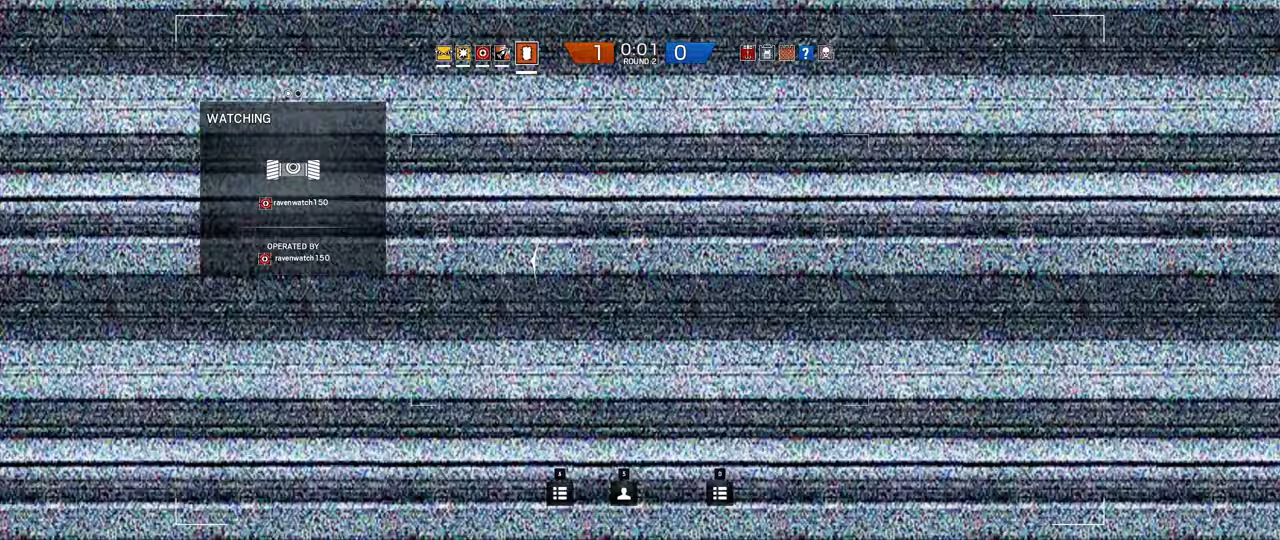 1 0:01 0
ROUND 2
?
WATCHING
ravenwatch150
OPERATED BY
ravenwatch150